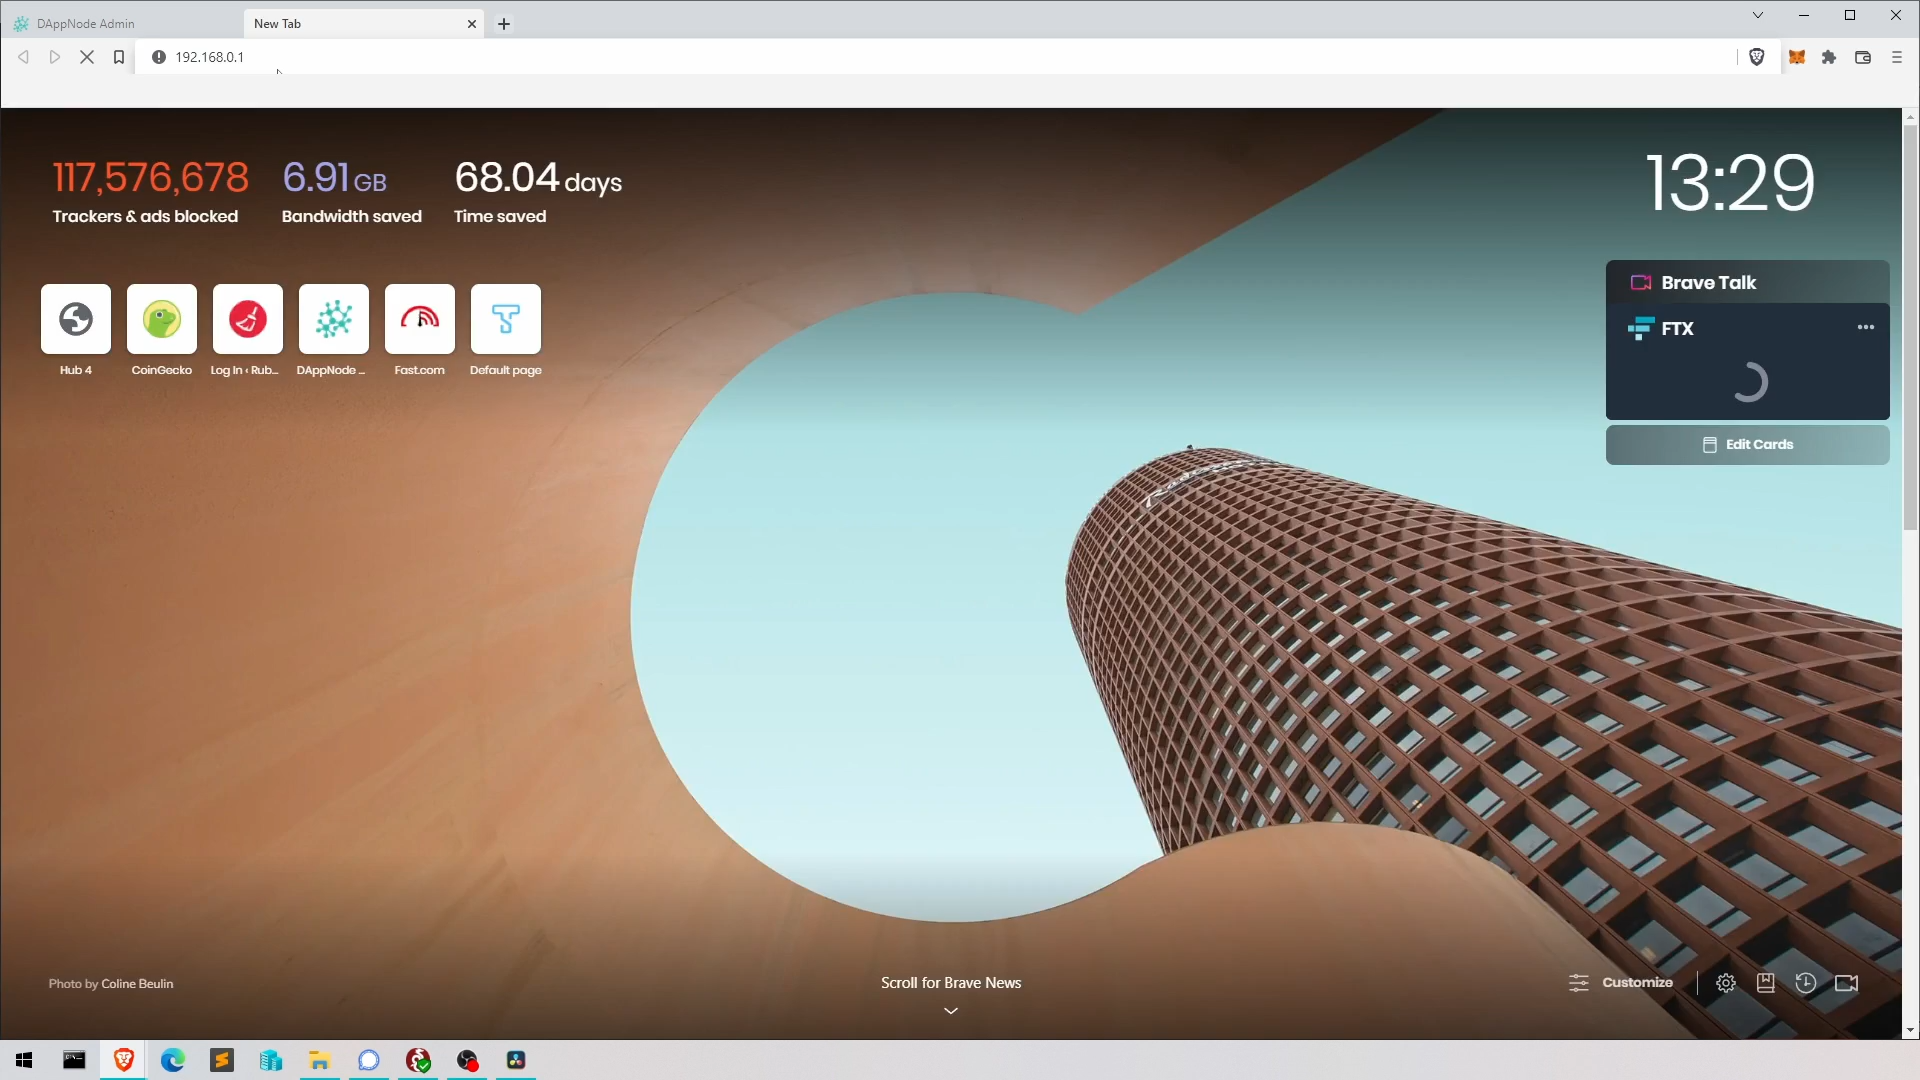 DAppNode Admin
New Tab
192.168.0.1
117,576,678
6.91 GB
68.04 days
Trackers & ads blocked
Bandwidth saved
Time saved
13:29
Brave Talk
FTX
Edit Cards
Hub 4
CoinGecko
Log In ‹ Rub...
DAppNode ...
Fast.com
Default page
Photo by Coline Beulin
Scroll for Brave News
Customize